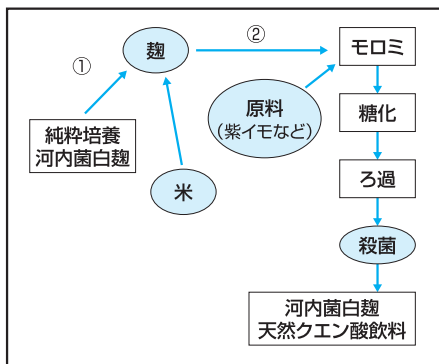 麹
②
モロミ
①
原料
(紫イモなど)
糖化
純粋培養
河内菌白麹
米
ろ過
殺菌
河内菌白麹
天然クエン酸飲料